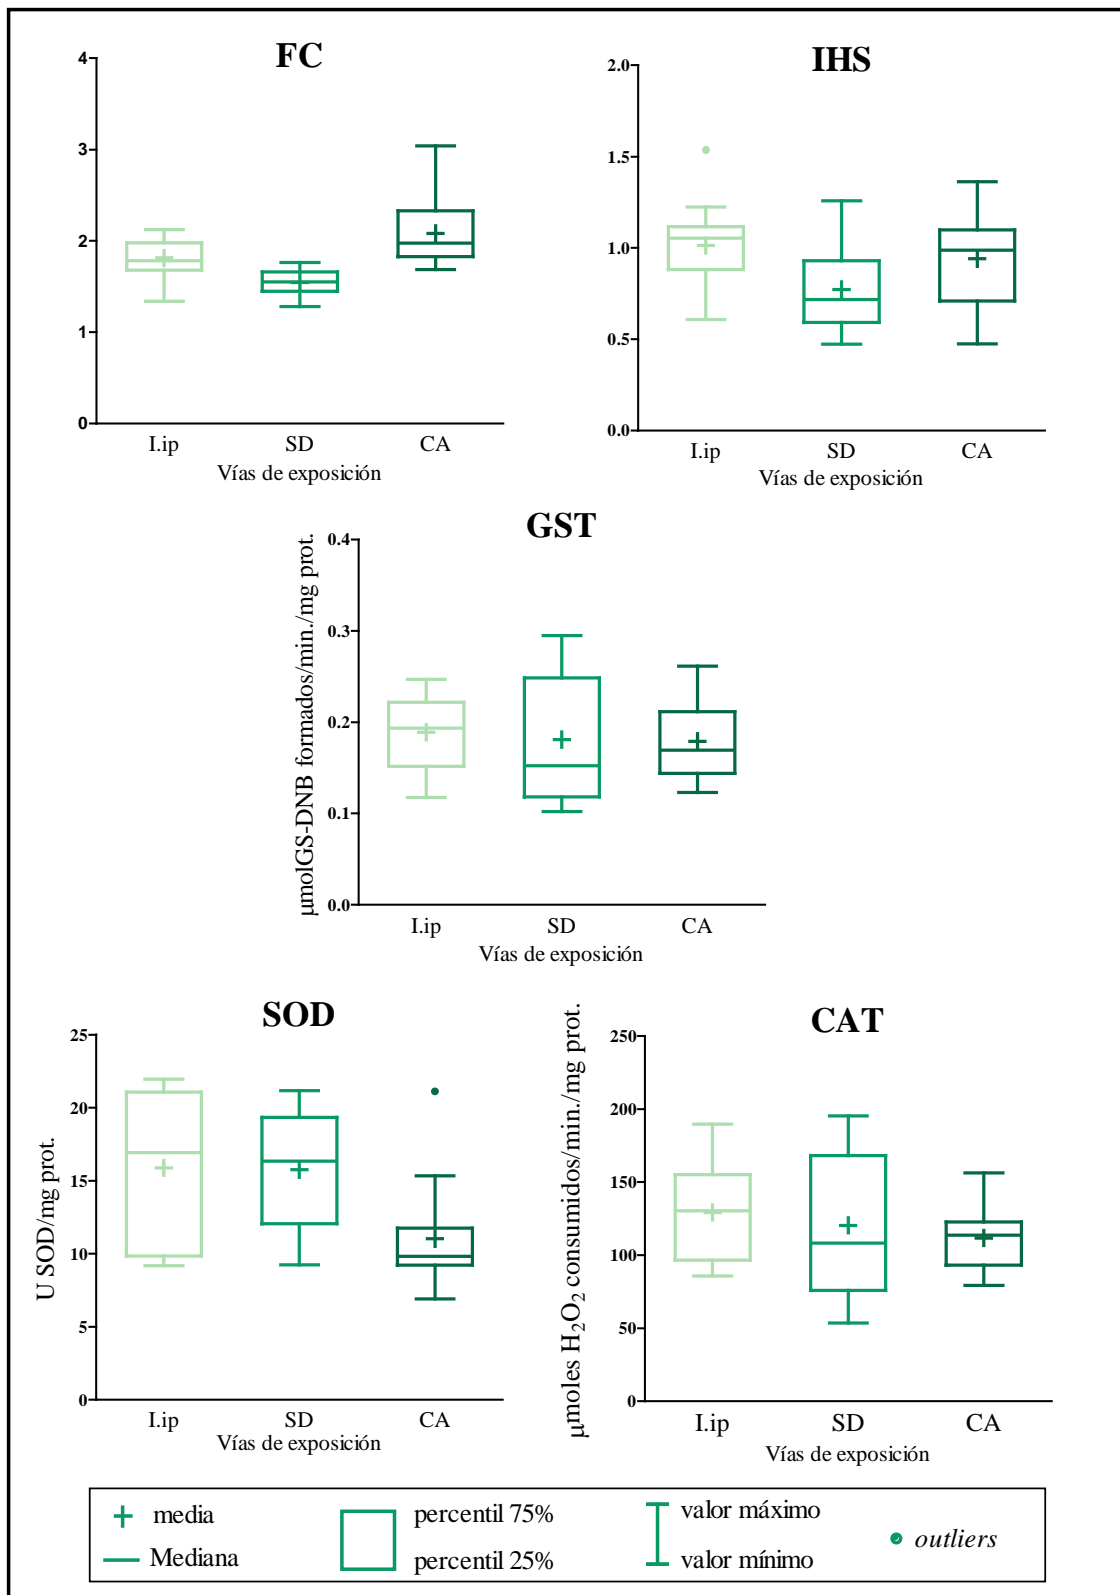 FC
4
3
2
1
0
I.ip SD CA
Vías de exposición
IHS
2.0
1.5
1.0
0.5
0.0
I.ip SD CA
Vías de exposición
GST
µmolGS-DNB formados/min./mg prot.
0.4
0.3
0.2
0.1
0.0
I.ip SD CA
Vías de exposición
SOD
U SOD/mg prot.
25
20
15
10
5
0
I.ip SD CA
Vías de exposición
CAT
µmoles H₂O₂ consumidos/min./mg prot.
250
200
150
100
50
0
I.ip SD CA
Vías de exposición
media
Mediana
percentil 75%
percentil 25%
valor máximo
valor mínimo
outliers